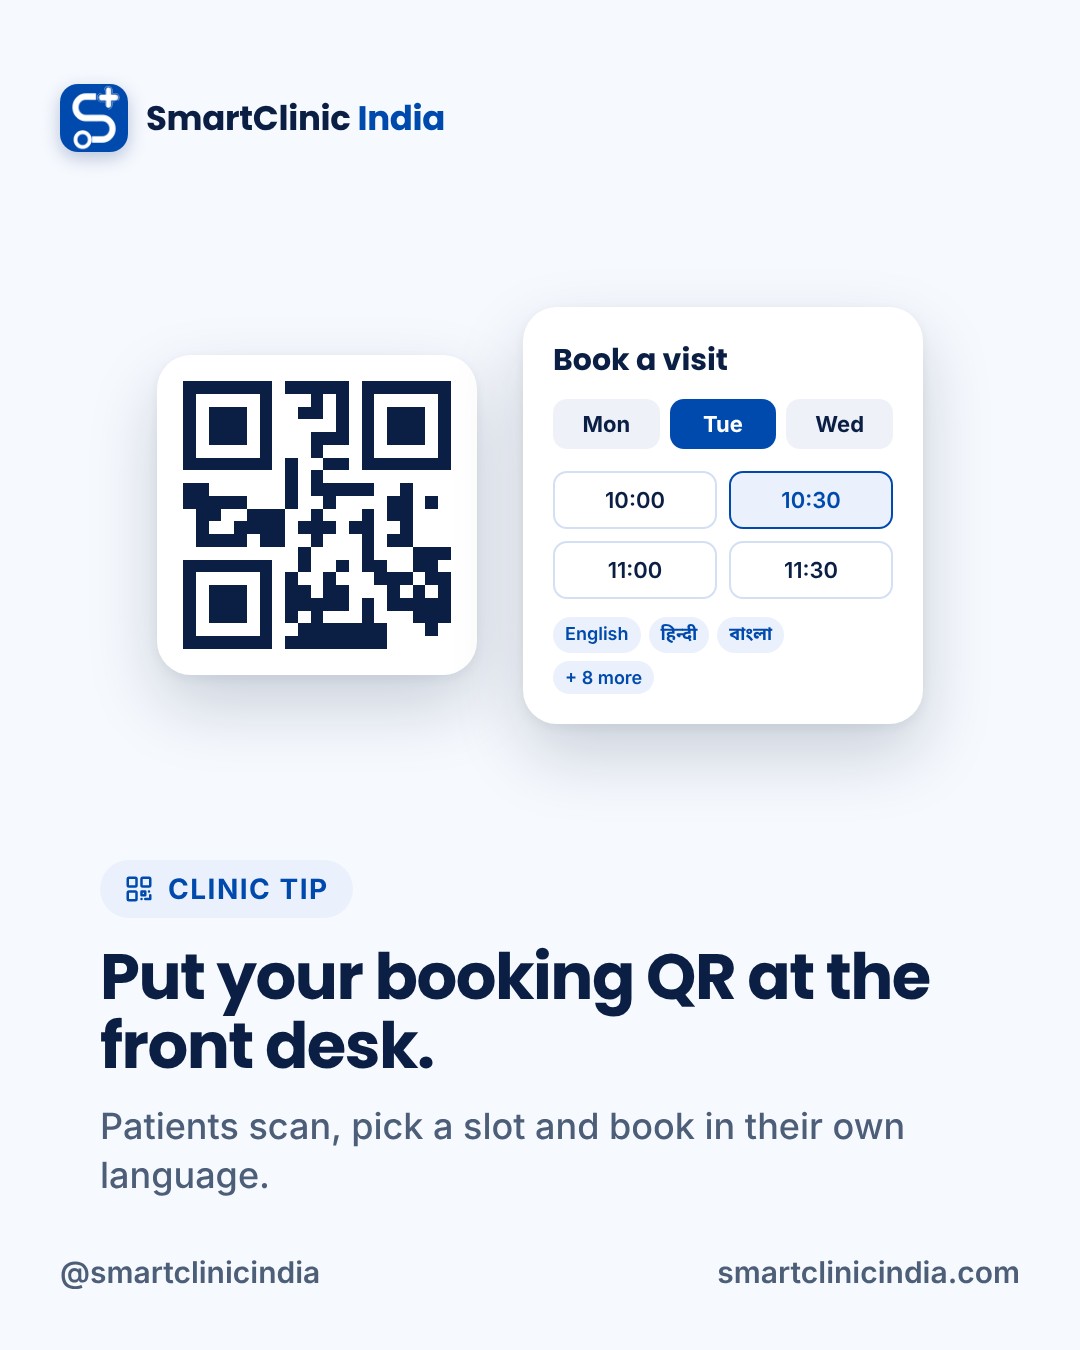 SmartClinic India
Book a visit
Mon Tue Wed
10:00 10:30
11:00 11:30
English हिन्दी বাংলা
+ 8 more
CLINIC TIP
Put your booking QR at the
front desk.
Patients scan, pick a slot and book in their own
language.
@smartclinicindia smartclinicindia.com